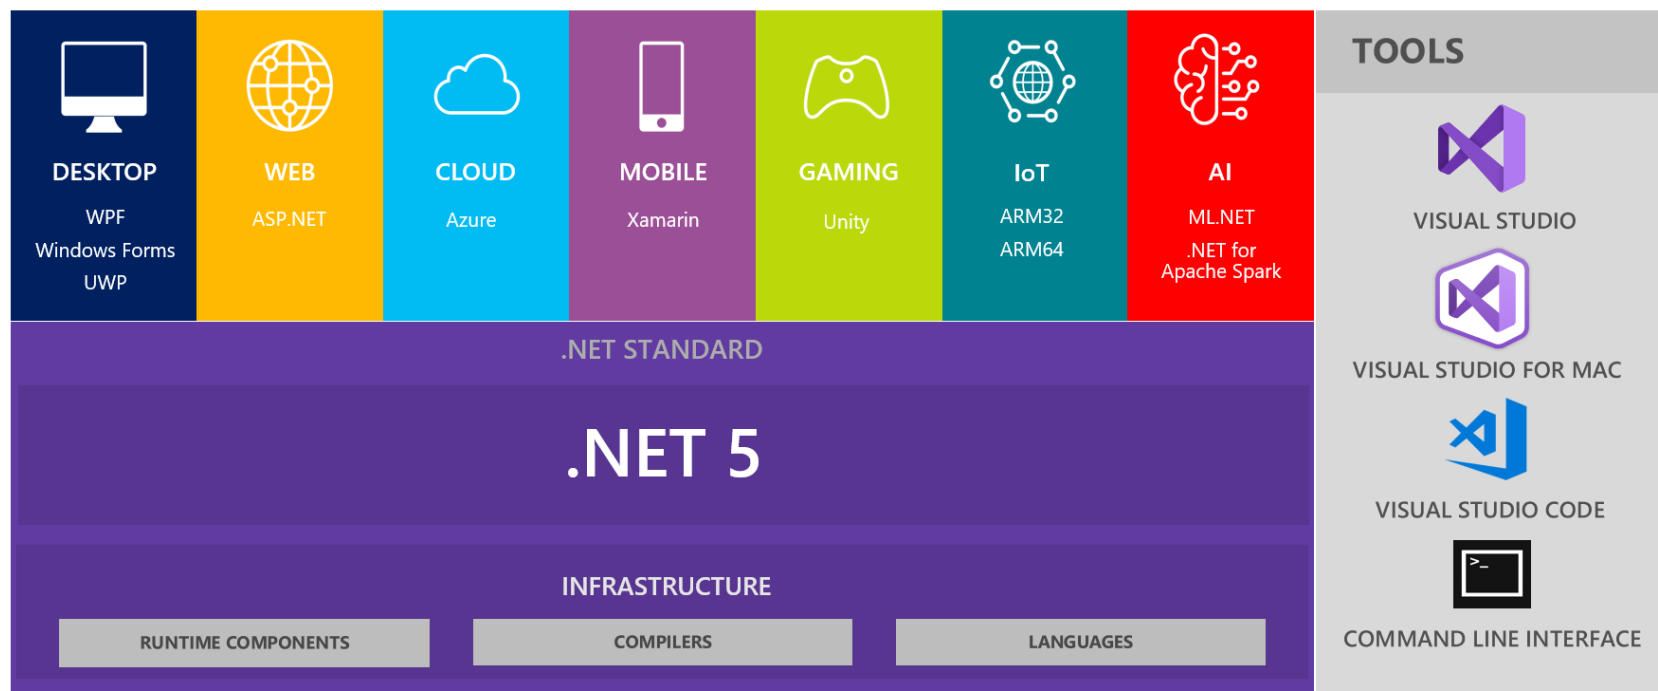 DESKTOP
WPF
Windows Forms
UWP
WEB
ASP.NET
CLOUD
Azure
MOBILE
Xamarin
GAMING
Unity
IoT
ARM32
ARM64
AI
ML.NET
.NET for
Apache Spark
.NET STANDARD
.NET 5
INFRASTRUCTURE
RUNTIME COMPONENTS
COMPILERS
LANGUAGES
TOOLS
VISUAL STUDIO
VISUAL STUDIO FOR MAC
VISUAL STUDIO CODE
>_
COMMAND LINE INTERFACE